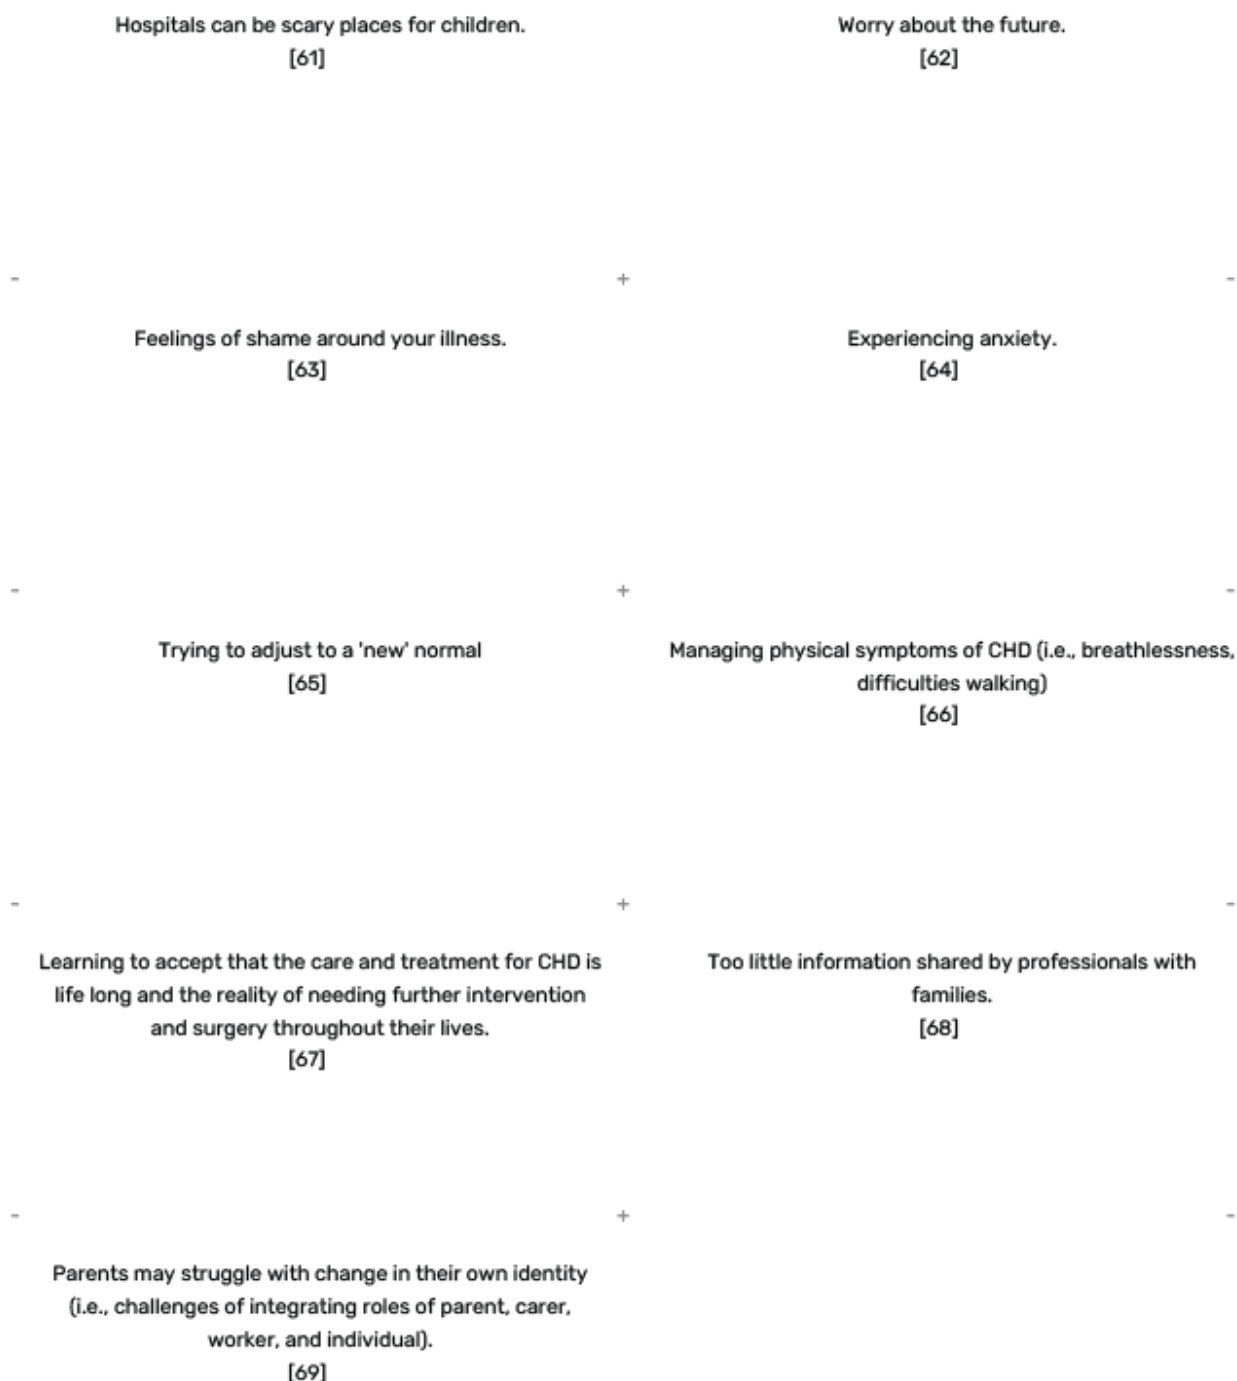 Hospitals can be scary places for children.
[61]
Worry about the future.
[62]
- + -
Feelings of shame around your illness.
[63]
Experiencing anxiety.
[64]
- + -
Trying to adjust to a 'new' normal
[65]
Managing physical symptoms of CHD (i.e., breathlessness,
difficulties walking)
[66]
- + -
Learning to accept that the care and treatment for CHD is
life long and the reality of needing further intervention
and surgery throughout their lives.
[67]
Too little information shared by professionals with
families.
[68]
- + -
Parents may struggle with change in their own identity
(i.e., challenges of integrating roles of parent, carer,
worker, and individual).
[69]